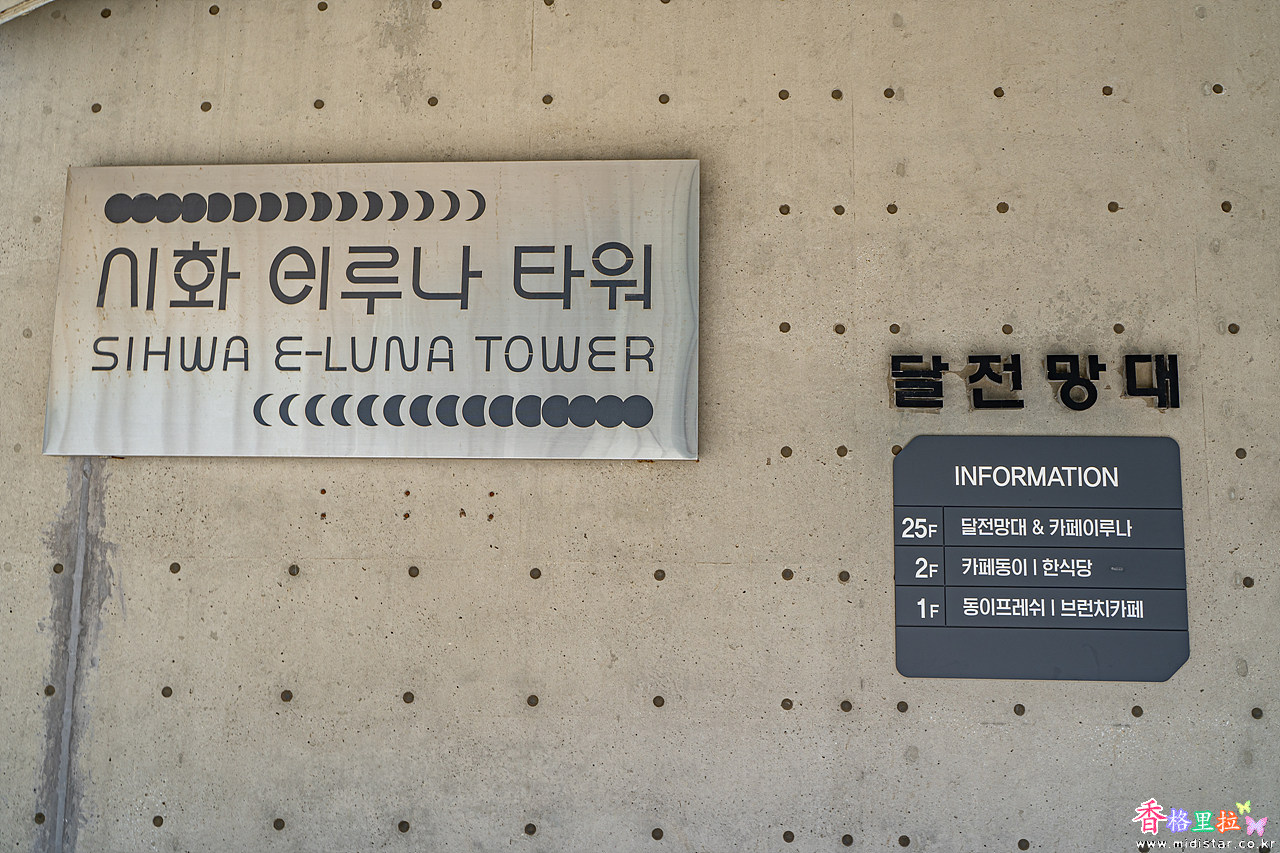 시화 이루나 타워
SIHWA E-LUNA TOWER
달전망대
INFORMATION
25F 달전망대 & 카페이루나
2F 카페동이 | 한식당
1F 동이프레쉬 | 브런치카페
香格里拉
www.midistar.co.kr